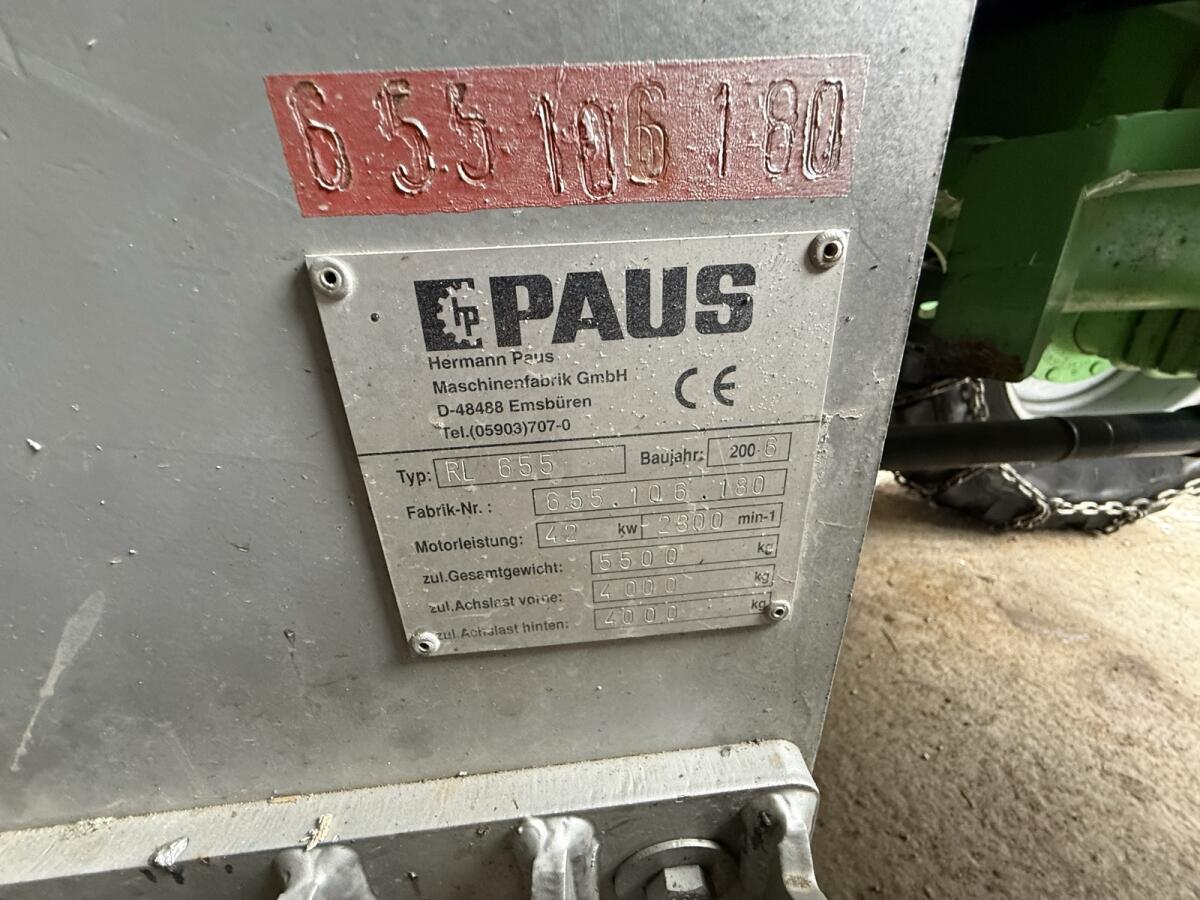 655 106 180
hp PAUS
Hermann Paus
Maschinenfabrik GmbH
D-48488 Emsbüren
Tel.(05903)707-0
CE
Typ: RL 655 Baujahr: 2006
Fabrik-Nr.: 655.106.180
Motorleistung: 42 kw 2800 min-1
zul.Gesamtgewicht: 5500 kg
zul.Achslast vorne: 4000 kg
zul.Achslast hinten: 4000 kg